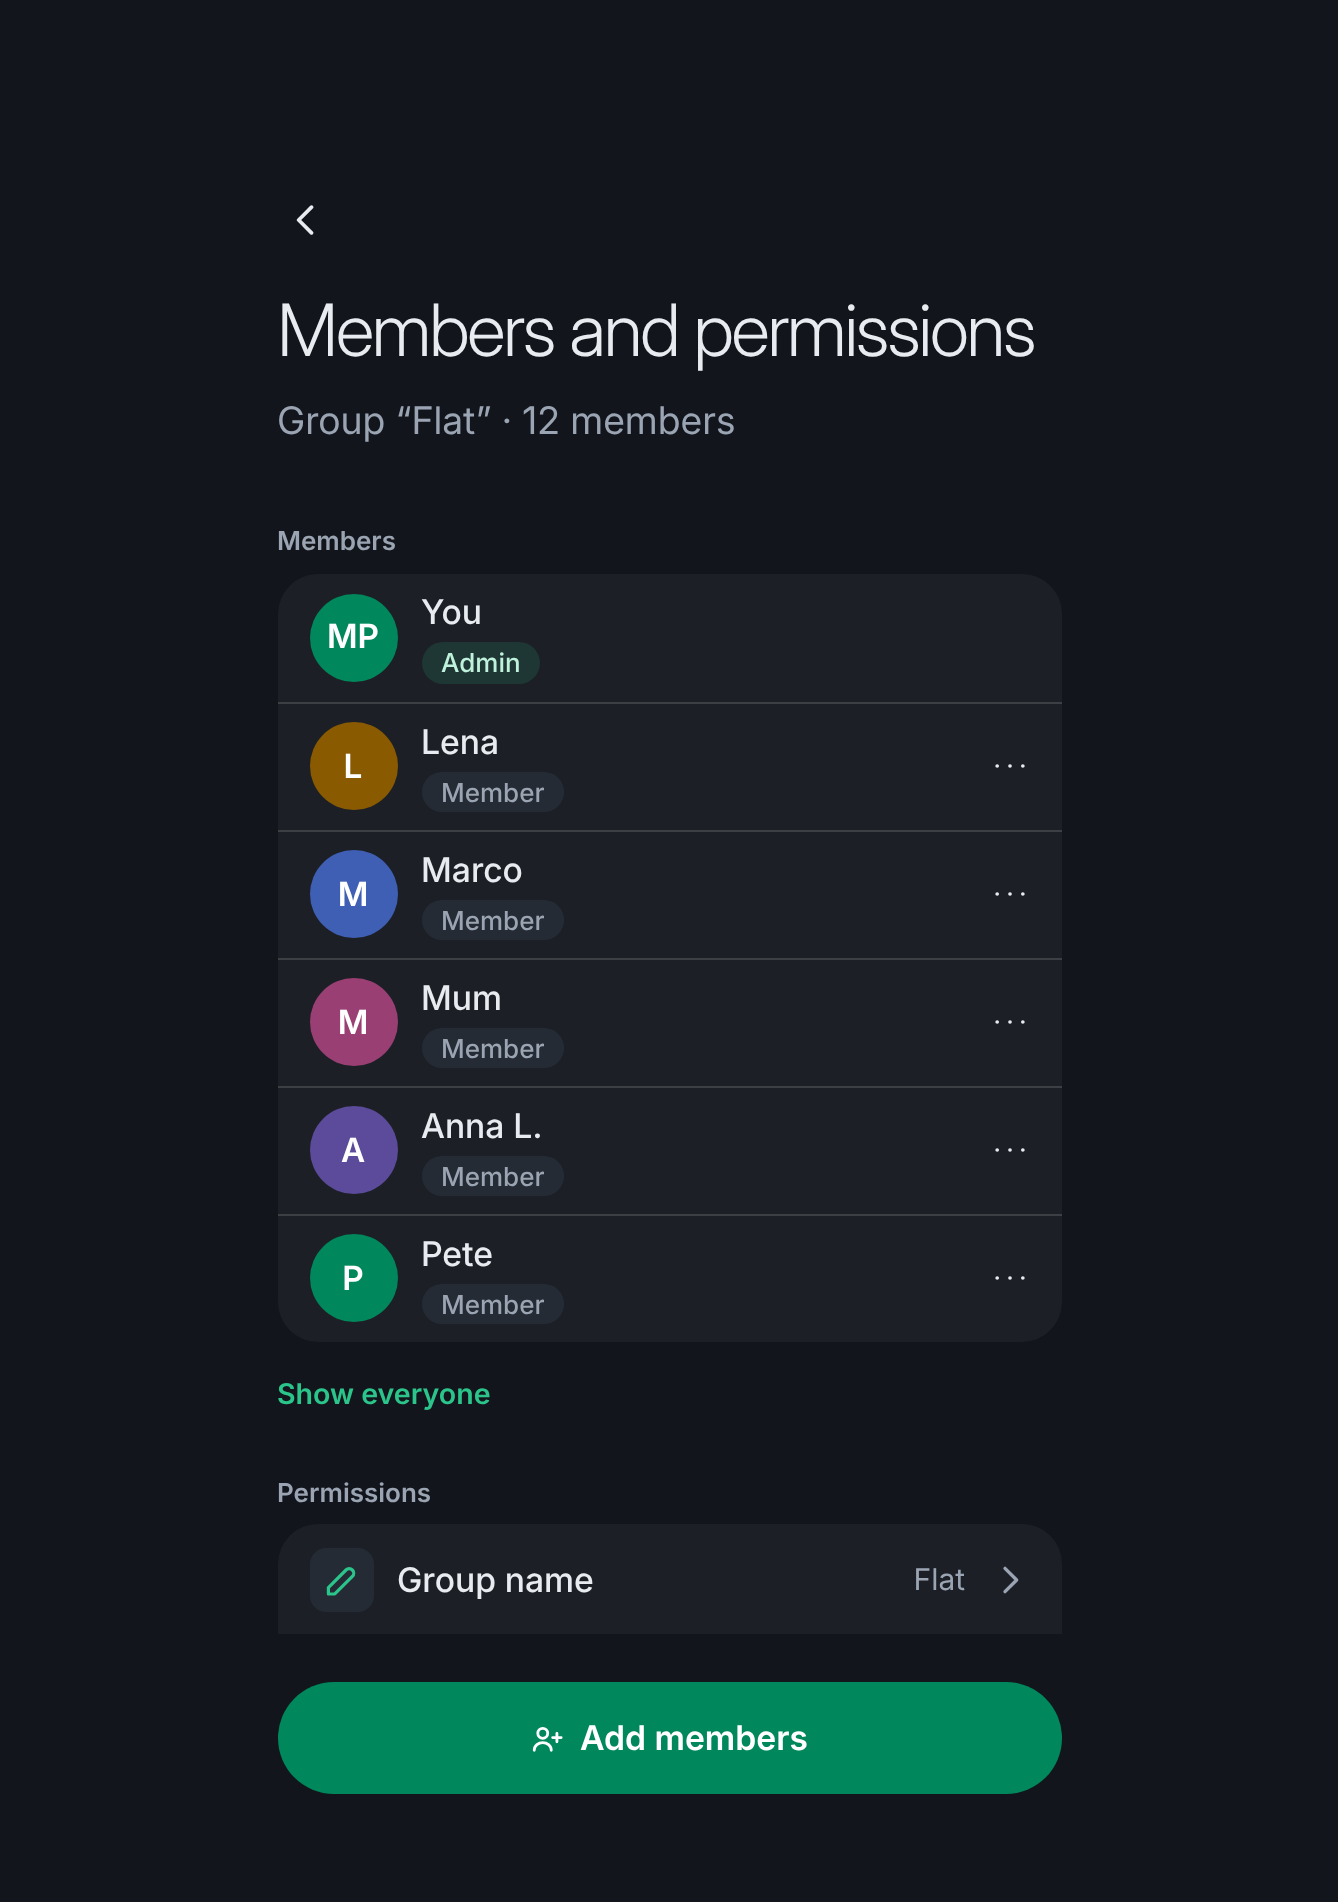 Members and permissions
Group “Flat” · 12 members
Members
MP
You
Admin
L
Lena
Member
M
Marco
Member
M
Mum
Member
A
Anna L.
Member
P
Pete
Member
Show everyone
Permissions
Group name Flat
Add members